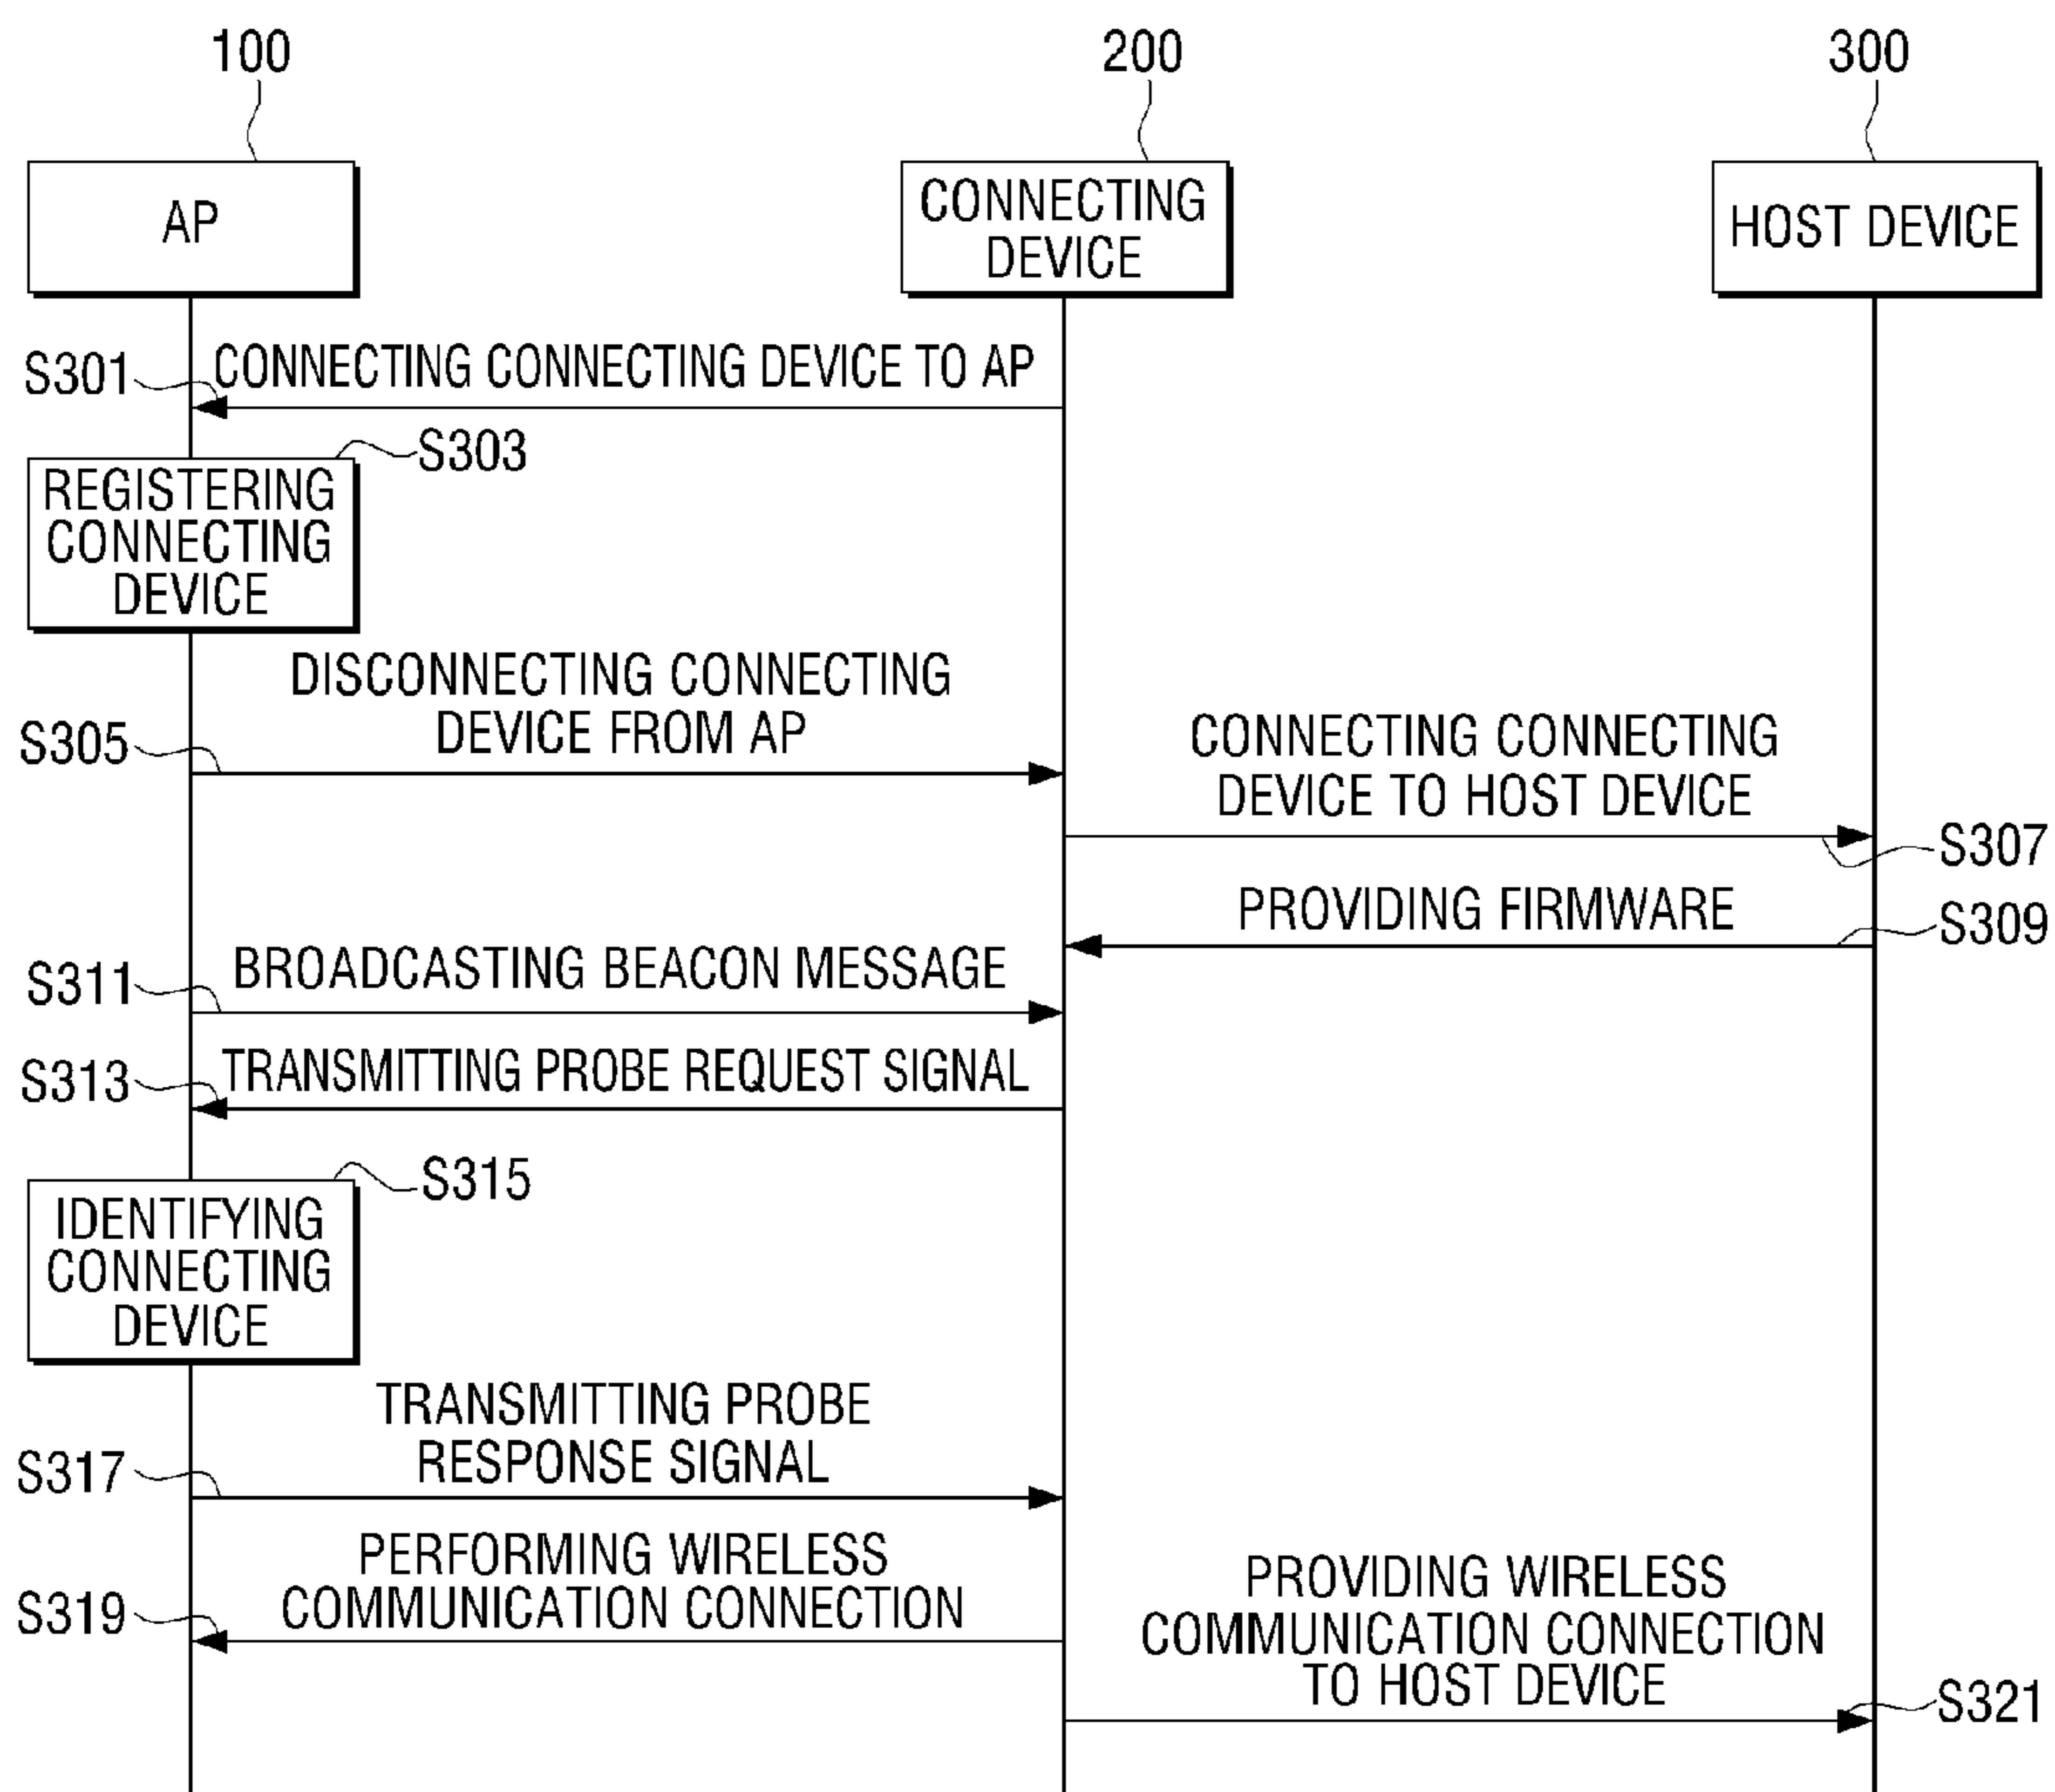 100
200
300
AP
CONNECTING
DEVICE
HOST DEVICE
S301
CONNECTING CONNECTING DEVICE TO AP
S303
REGISTERING
CONNECTING
DEVICE
DISCONNECTING CONNECTING
DEVICE FROM AP
S305
CONNECTING CONNECTING
DEVICE TO HOST DEVICE
S307
PROVIDING FIRMWARE
S309
BROADCASTING BEACON MESSAGE
S311
TRANSMITTING PROBE REQUEST SIGNAL
S313
S315
IDENTIFYING
CONNECTING
DEVICE
TRANSMITTING PROBE
RESPONSE SIGNAL
S317
PERFORMING WIRELESS
COMMUNICATION CONNECTION
S319
PROVIDING WIRELESS
COMMUNICATION CONNECTION
TO HOST DEVICE
S321